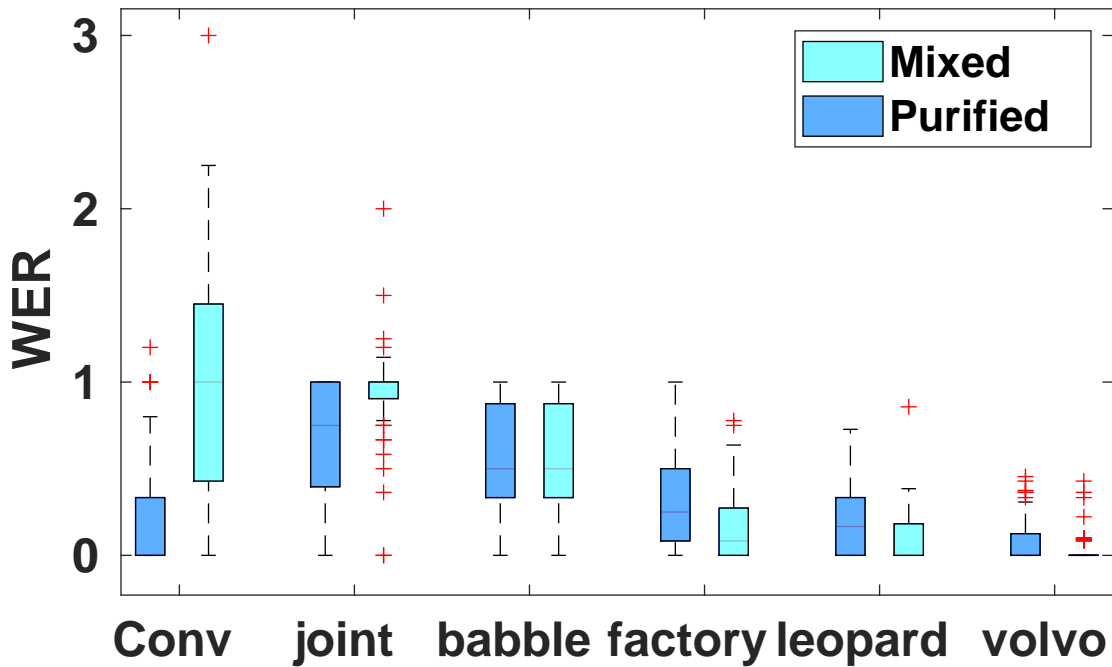 3
2
1
0
WER
Mixed
Purified
Conv joint babble factory leopard volvo